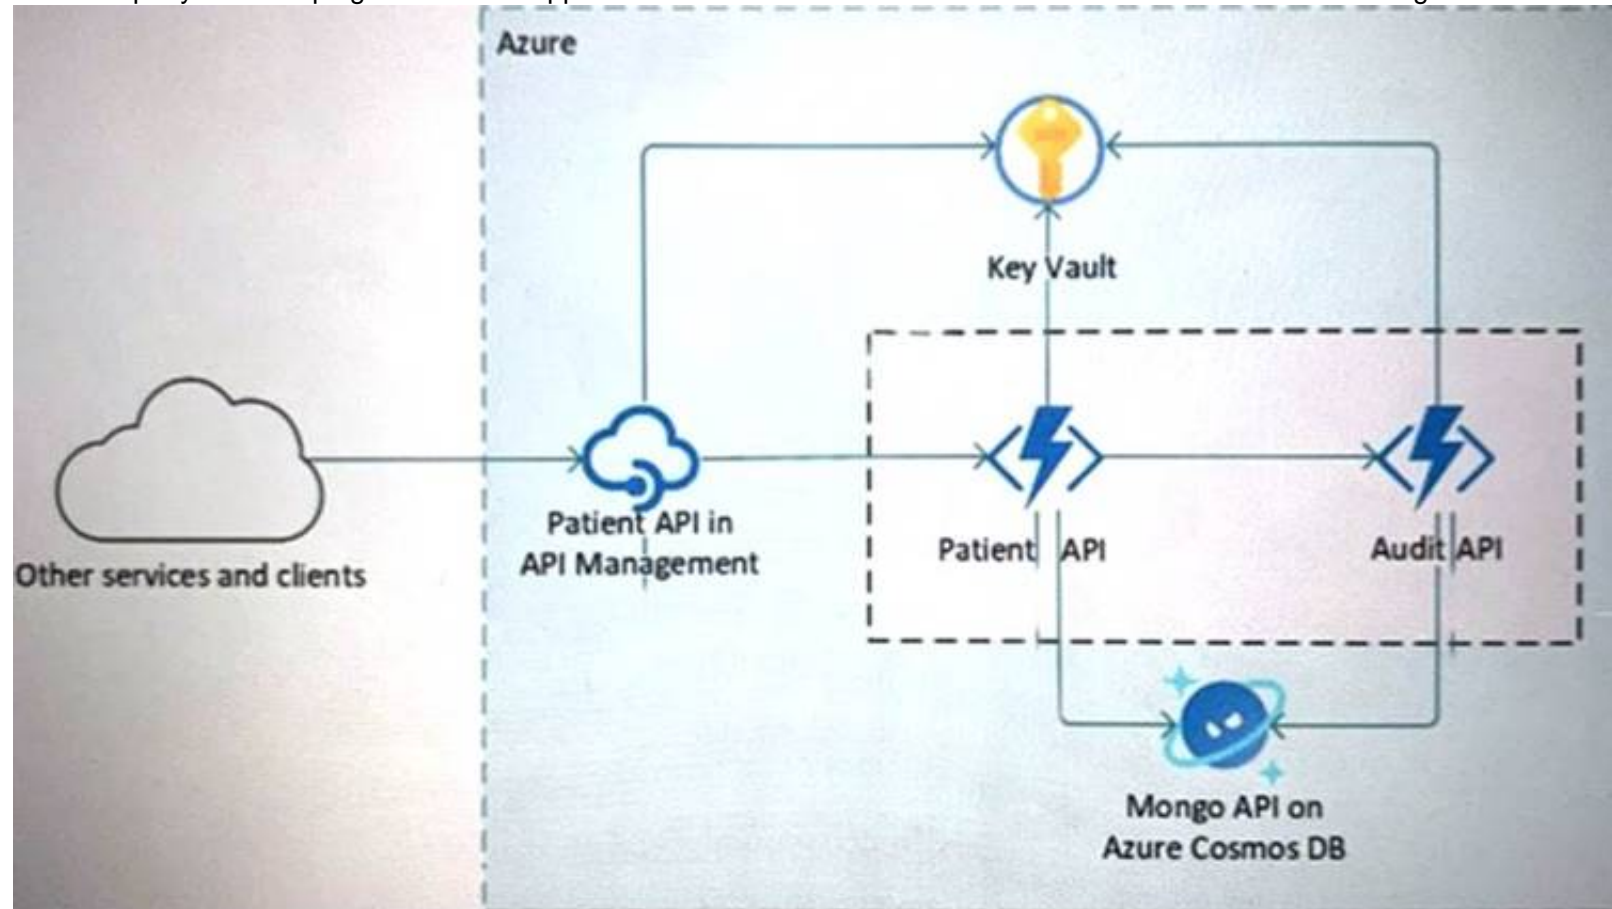 Azure
Key Vault
Patient API in
API Management
Patient API
Audit API
Other services and clients
Mongo API on
Azure Cosmos DB